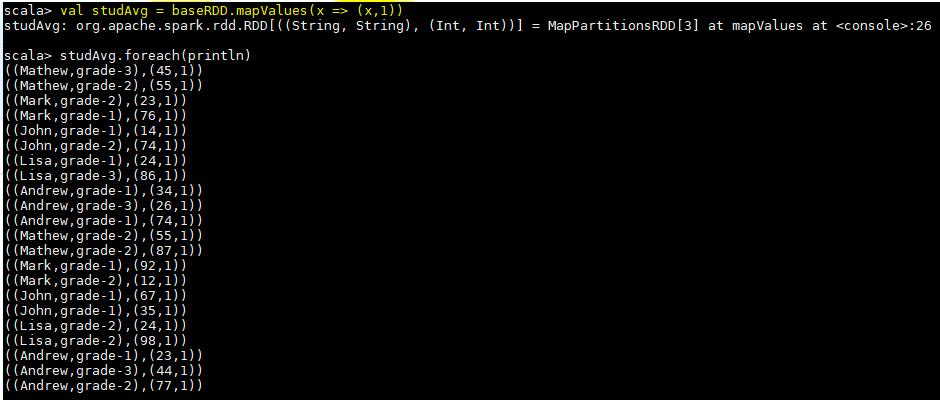 scala> val studAvg = baseRDD.mapValues(x => (x,1))
studAvg: org.apache.spark.rdd.RDD[((String, String), (Int, Int))] = MapPartitionsRDD[3] at mapValues at <console>:26
scala> studAvg.foreach(println)
((Mathew,grade-3),(45,1))
((Mathew,grade-2),(55,1))
((Mark,grade-2),(23,1))
((Mark,grade-1),(76,1))
((John,grade-1),(14,1))
((John,grade-2),(74,1))
((Lisa,grade-1),(24,1))
((Lisa,grade-3),(86,1))
((Andrew,grade-1),(34,1))
((Andrew,grade-3),(26,1))
((Andrew,grade-1),(74,1))
((Mathew,grade-2),(55,1))
((Mathew,grade-2),(87,1))
((Mark,grade-1),(92,1))
((Mark,grade-2),(12,1))
((John,grade-1),(67,1))
((John,grade-1),(35,1))
((Lisa,grade-2),(24,1))
((Lisa,grade-2),(98,1))
((Andrew,grade-1),(23,1))
((Andrew,grade-3),(44,1))
((Andrew,grade-2),(77,1))